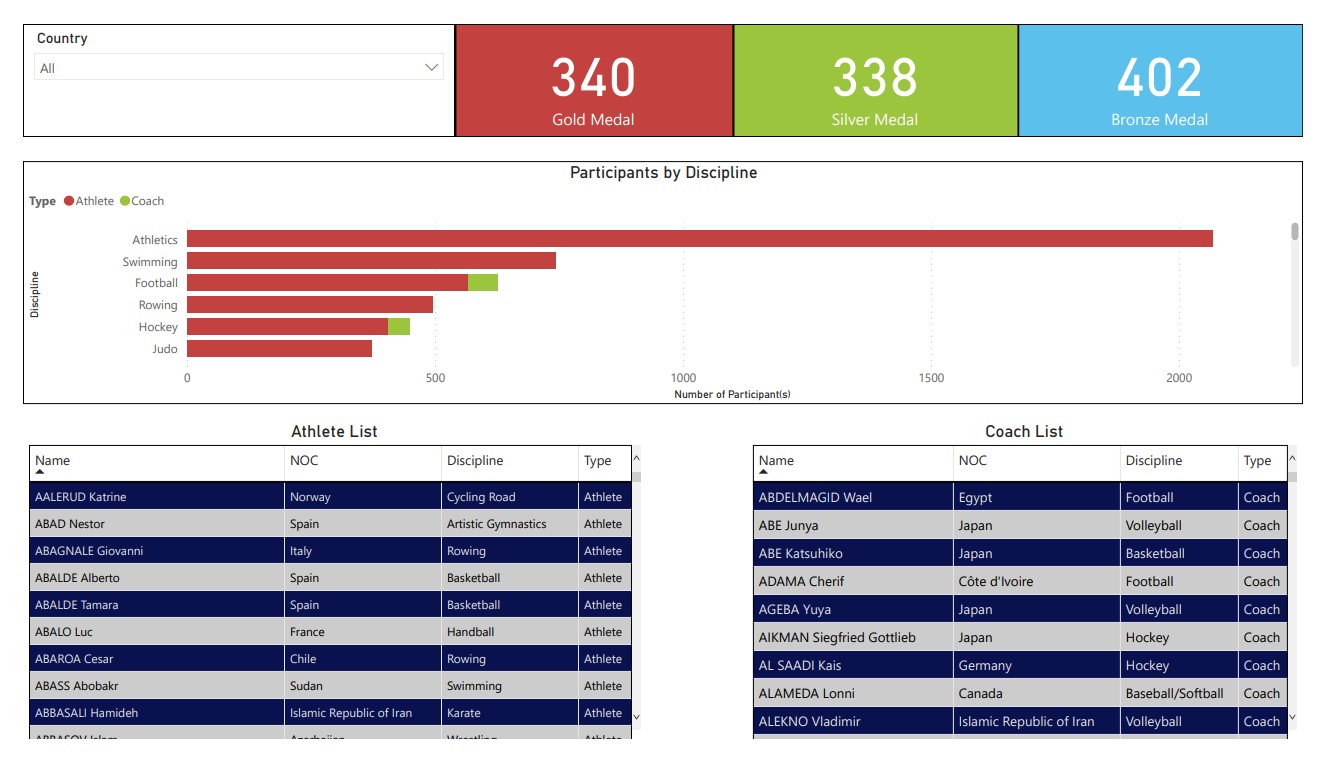 Country
All
340
Gold Medal
338
Silver Medal
402
Bronze Medal
Participants by Discipline
Type Athlete Coach
Discipline
Athletics
Swimming
Football
Rowing
Hockey
Judo
0 500 1000 1500 2000
Number of Participant(s)
Athlete List
Name NOC Discipline Type
AALERUD Katrine Norway Cycling Road Athlete
ABAD Nestor Spain Artistic Gymnastics Athlete
ABAGNALE Giovanni Italy Rowing Athlete
ABALDE Alberto Spain Basketball Athlete
ABALDE Tamara Spain Basketball Athlete
ABALO Luc France Handball Athlete
ABAROA Cesar Chile Rowing Athlete
ABASS Abobakr Sudan Swimming Athlete
ABBASALI Hamideh Islamic Republic of Iran Karate Athlete
Coach List
Name NOC Discipline Type
ABDELMAGID Wael Egypt Football Coach
ABE Junya Japan Volleyball Coach
ABE Katsuhiko Japan Basketball Coach
ADAMA Cherif Côte d'Ivoire Football Coach
AGEBA Yuya Japan Volleyball Coach
AIKMAN Siegfried Gottlieb Japan Hockey Coach
AL SAADI Kais Germany Hockey Coach
ALAMEDA Lonni Canada Baseball/Softball Coach
ALEKNO Vladimir Islamic Republic of Iran Volleyball Coach